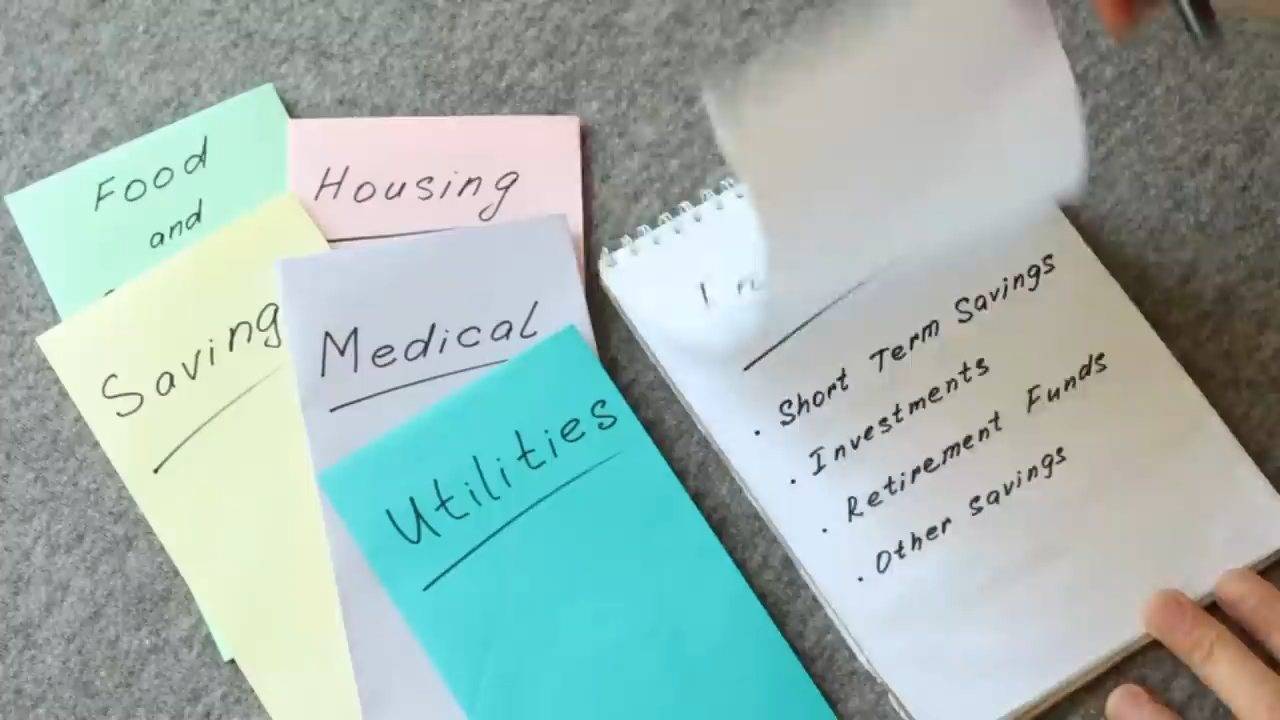 Food
and
Housing
Saving
Medical
Utilities
Short Term Savings
Investments
Retirement Funds
Other savings